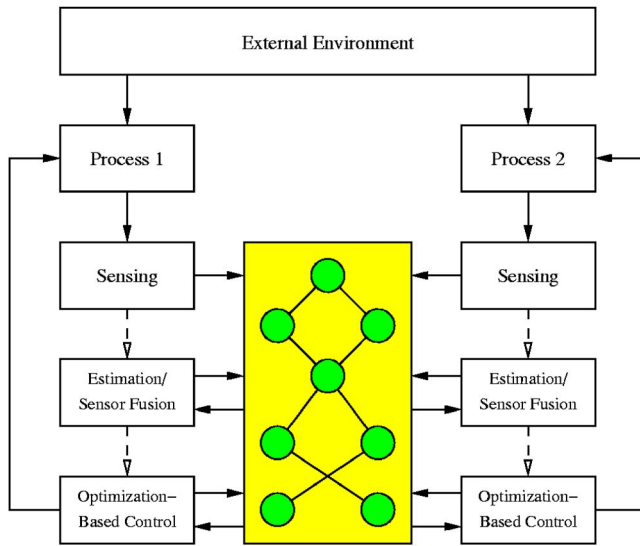 External Environment
Process 1
Process 2
Sensing
Sensing
Estimation/
Sensor Fusion
Estimation/
Sensor Fusion
Optimization–
Based Control
Optimization–
Based Control